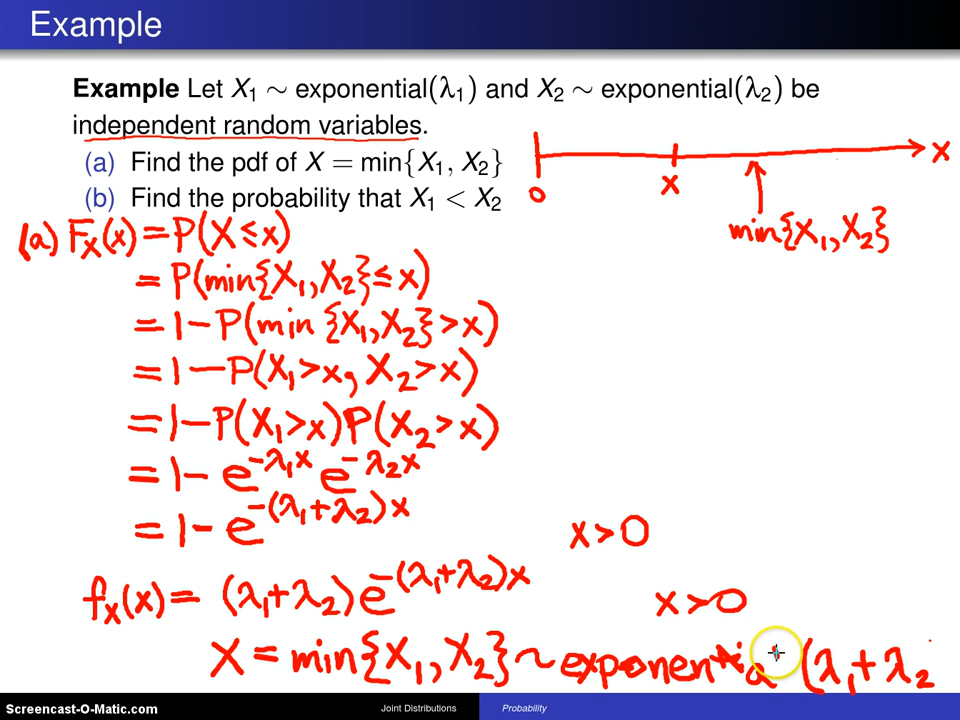 Example
Example Let X₁ ∼ exponential(λ₁) and X₂ ∼ exponential(λ₂) be
independent random variables.
(a) Find the pdf of X = min{X₁, X₂}
(b) Find the probability that X₁ < X₂
0 x x
min{X₁, X₂}
(a) F_X(x) = P(X ≤ x)
= P(min{X₁, X₂} ≤ x)
= 1 − P(min {X₁, X₂} > x)
= 1 − P(X₁ > x, X₂ > x)
= 1 − P(X₁ > x) P(X₂ > x)
= 1 − e^{−λ₁x} e^{−λ₂x}
= 1 − e^{−(λ₁+λ₂)x} x > 0
f_X(x) = (λ₁+λ₂) e^{−(λ₁+λ₂)x} x > 0
X = min{X₁, X₂} ∼ exponential (λ₁ + λ₂
Screencast-O-Matic.com Joint Distributions Probability